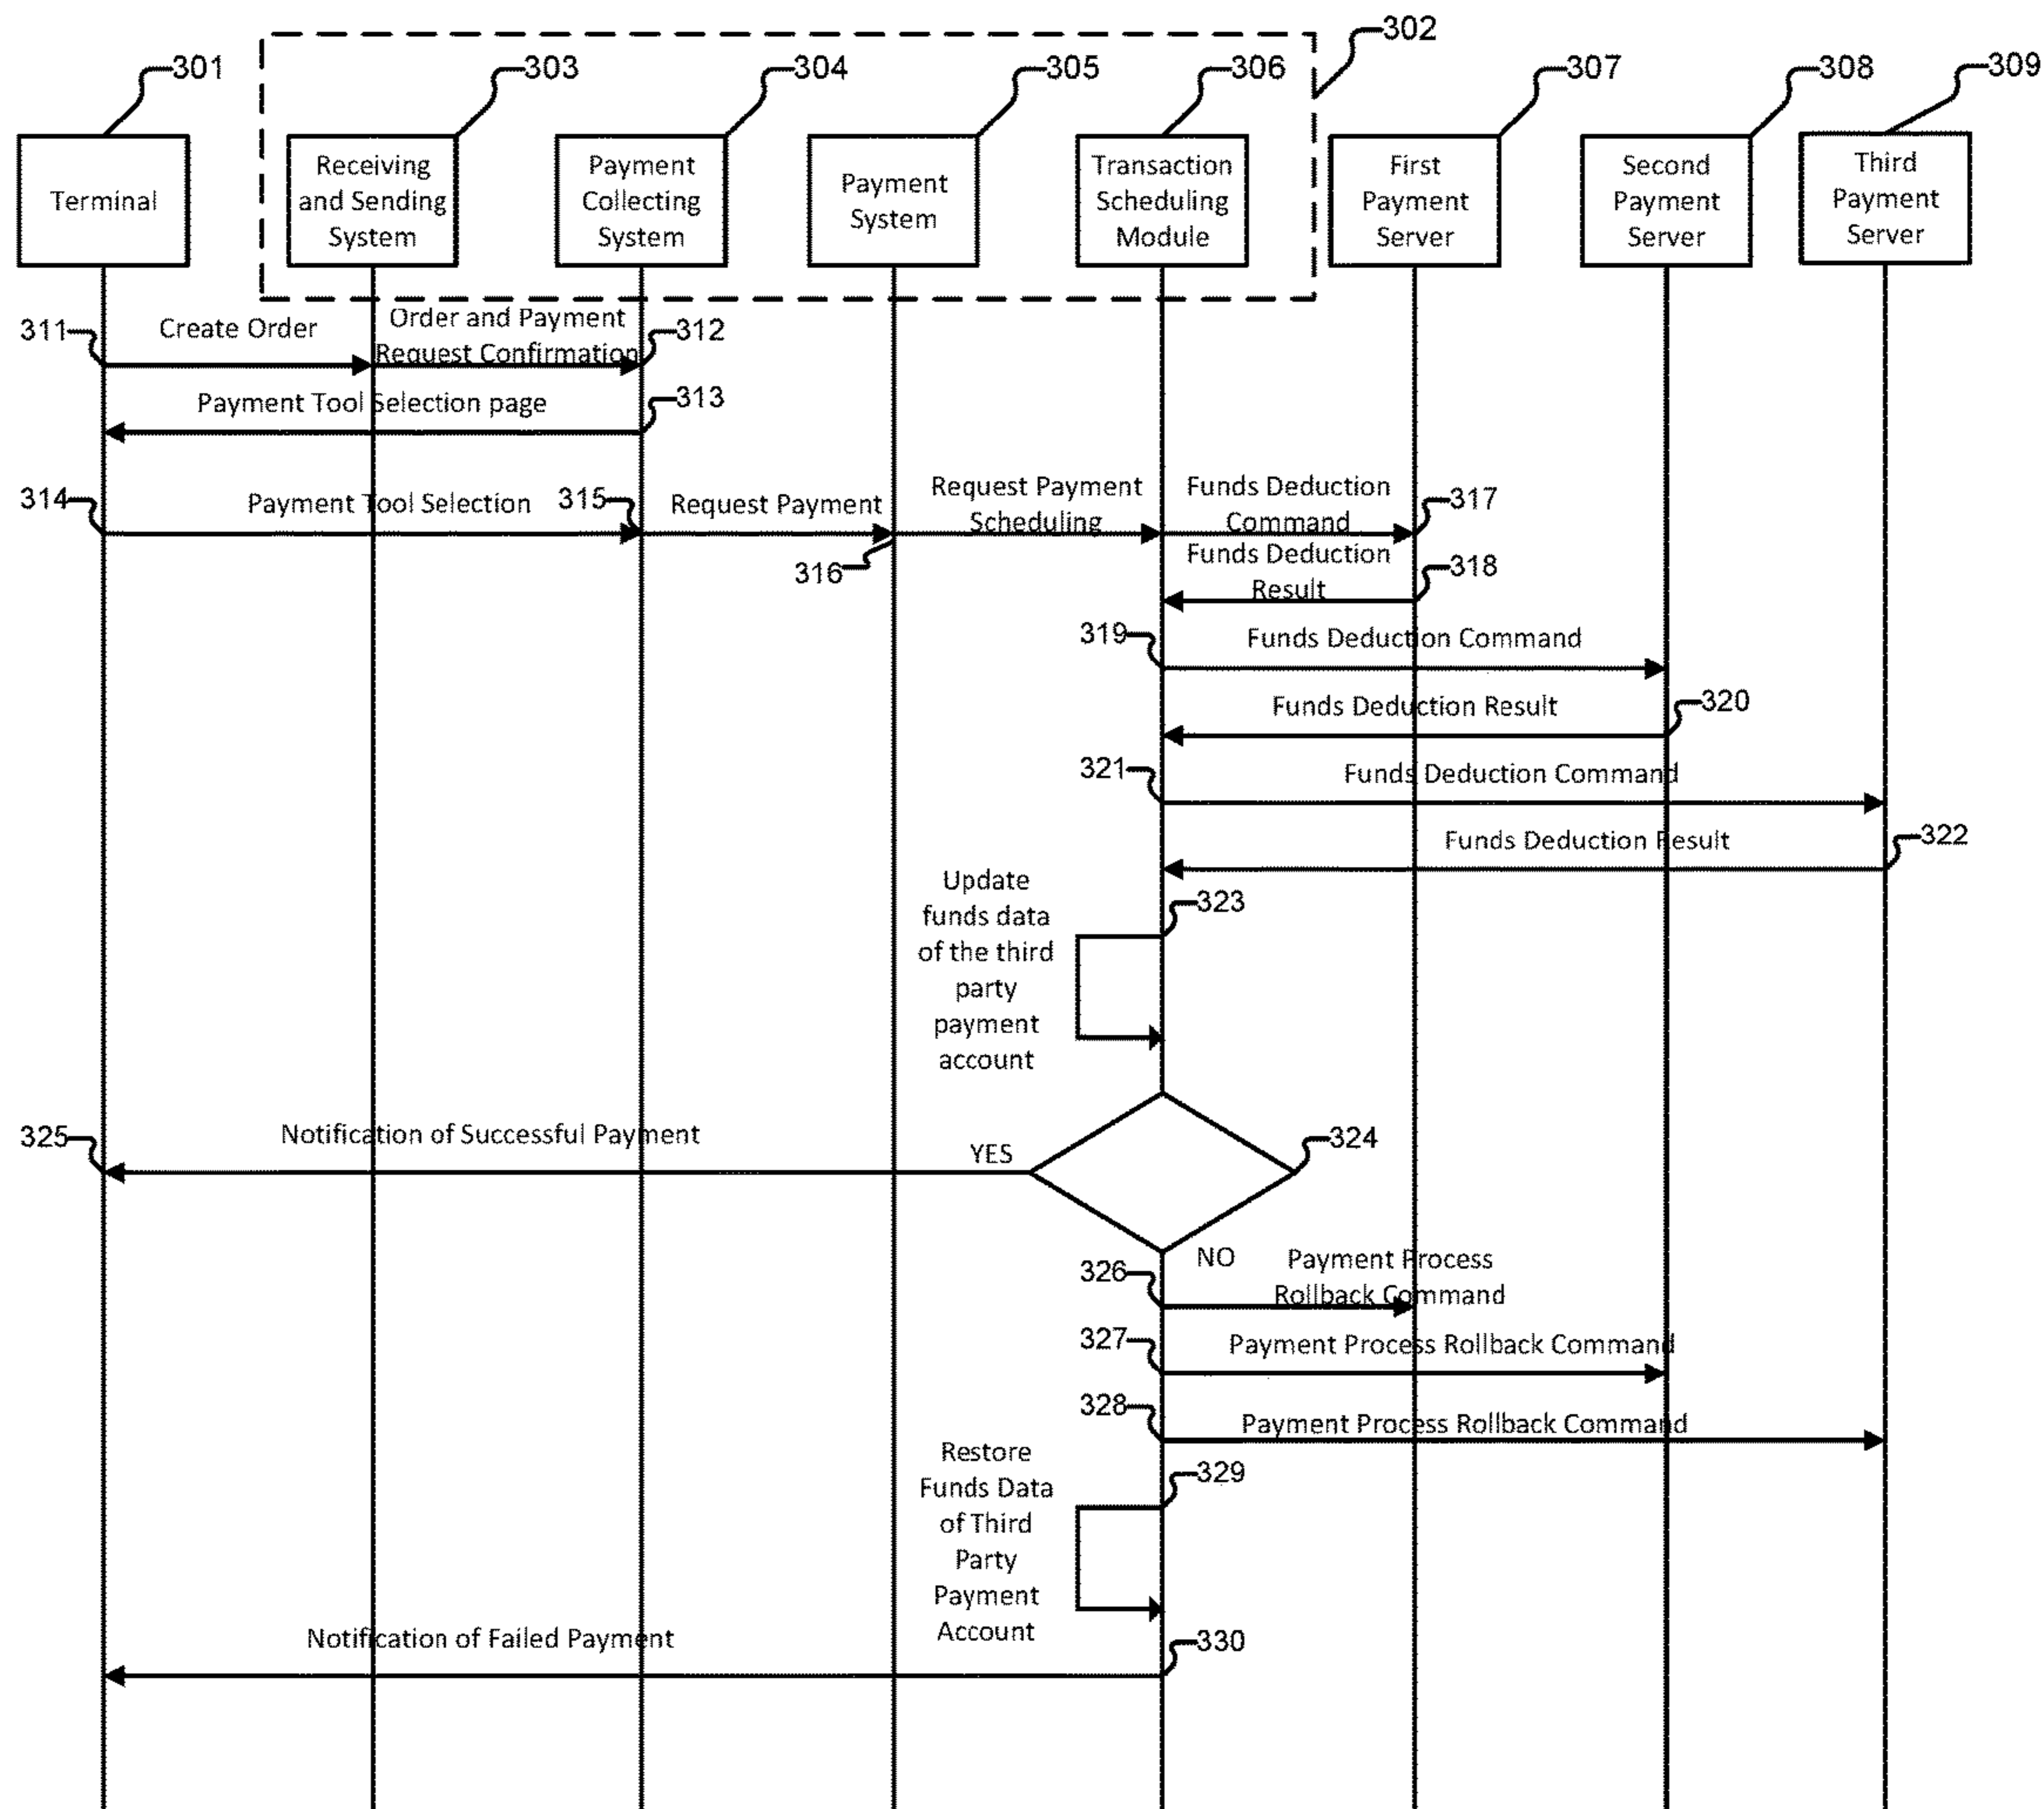 302
301
303
304
305
306
307
308
309
Terminal
Receiving
and Sending
System
Payment
Collecting
System
Payment
System
Transaction
Scheduling
Module
First
Payment
Server
Second
Payment
Server
Third
Payment
Server
311
Create Order
Order and Payment
Request Confirmation
312
Payment Tool Selection page
313
314
Payment Tool Selection
315
Request Payment
316
Request Payment
Scheduling
Funds Deduction
Command
317
Funds Deduction
Result
318
319
Funds Deduction Command
Funds Deduction Result
320
321
Funds Deduction Command
Funds Deduction Result
322
Update
funds data
of the third
party
payment
account
323
325
Notification of Successful Payment
YES
324
NO
326
Payment Process
Rollback Command
327
Payment Process Rollback Command
328
Payment Process Rollback Command
Restore
Funds Data
of Third
Party
Payment
Account
329
Notification of Failed Payment
330